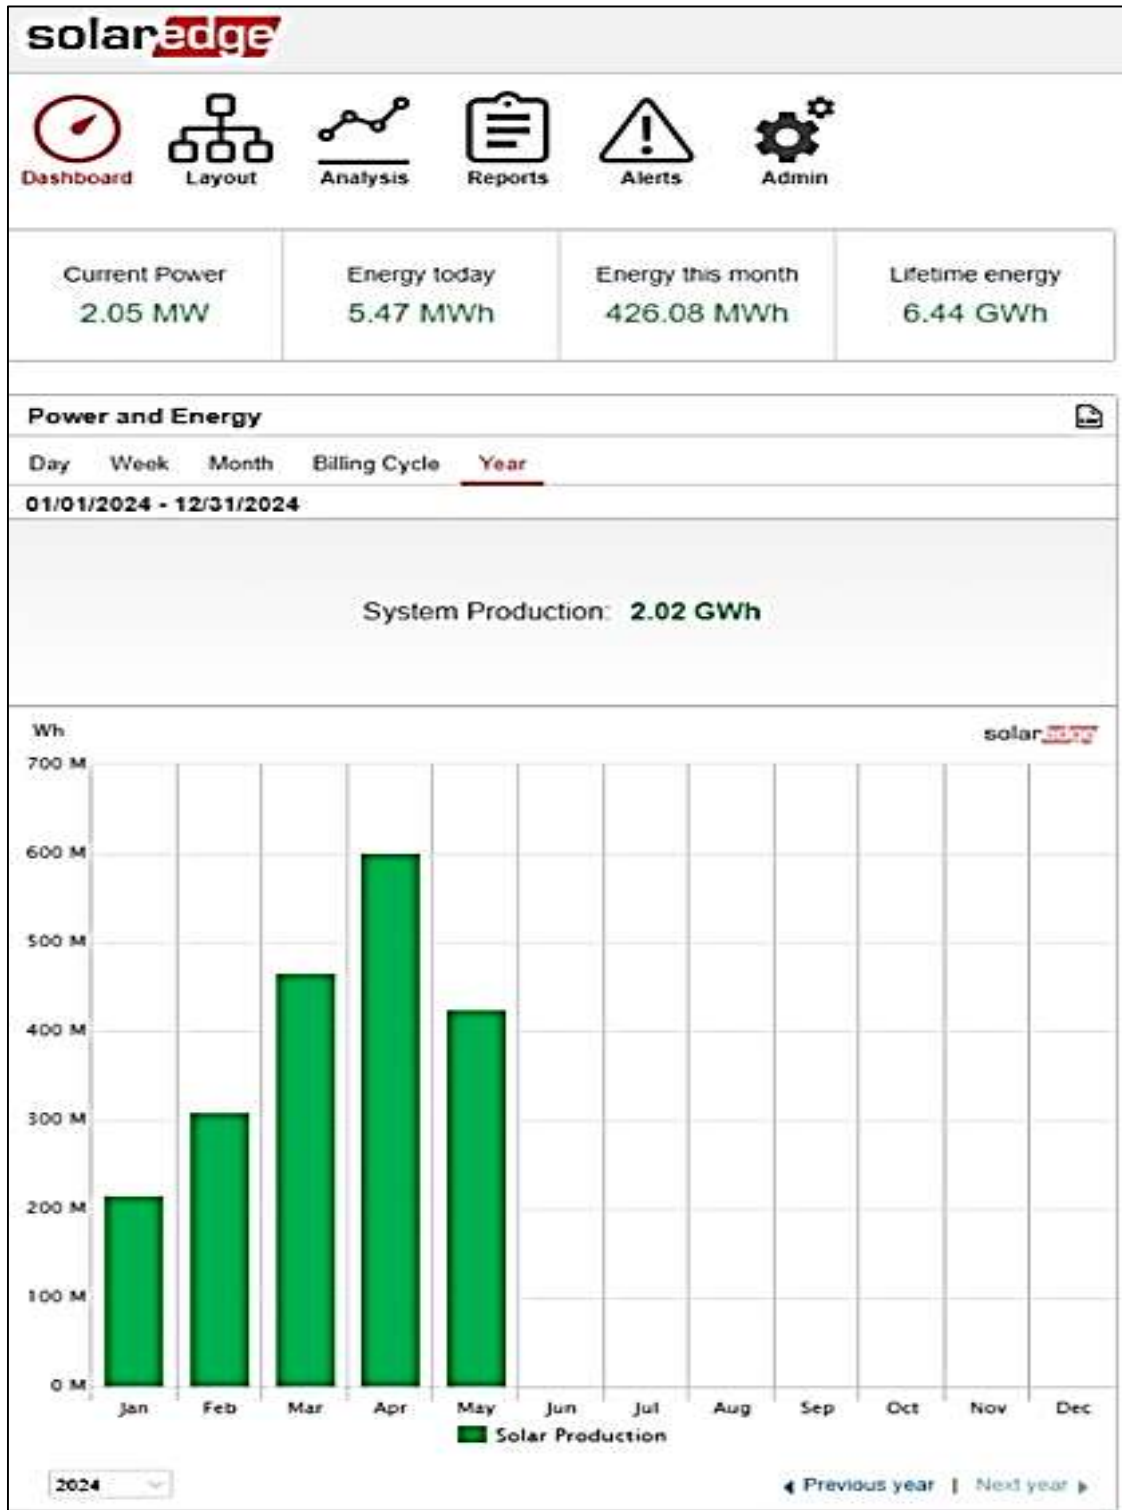 solaredge
Dashboard Layout Analysis Reports Alerts Admin
Current Power Energy today Energy this month Lifetime energy
2.05 MW 5.47 MWh 426.08 MWh 6.44 GWh
Power and Energy
Day Week Month Billing Cycle Year
01/01/2024 - 12/31/2024
System Production: 2.02 GWh
Wh solaredge
700 M
600 M
500 M
400 M
300 M
200 M
100 M
0 M
Jan Feb Mar Apr May Jun Jul Aug Sep Oct Nov Dec
Solar Production
2024 Previous year | Next year